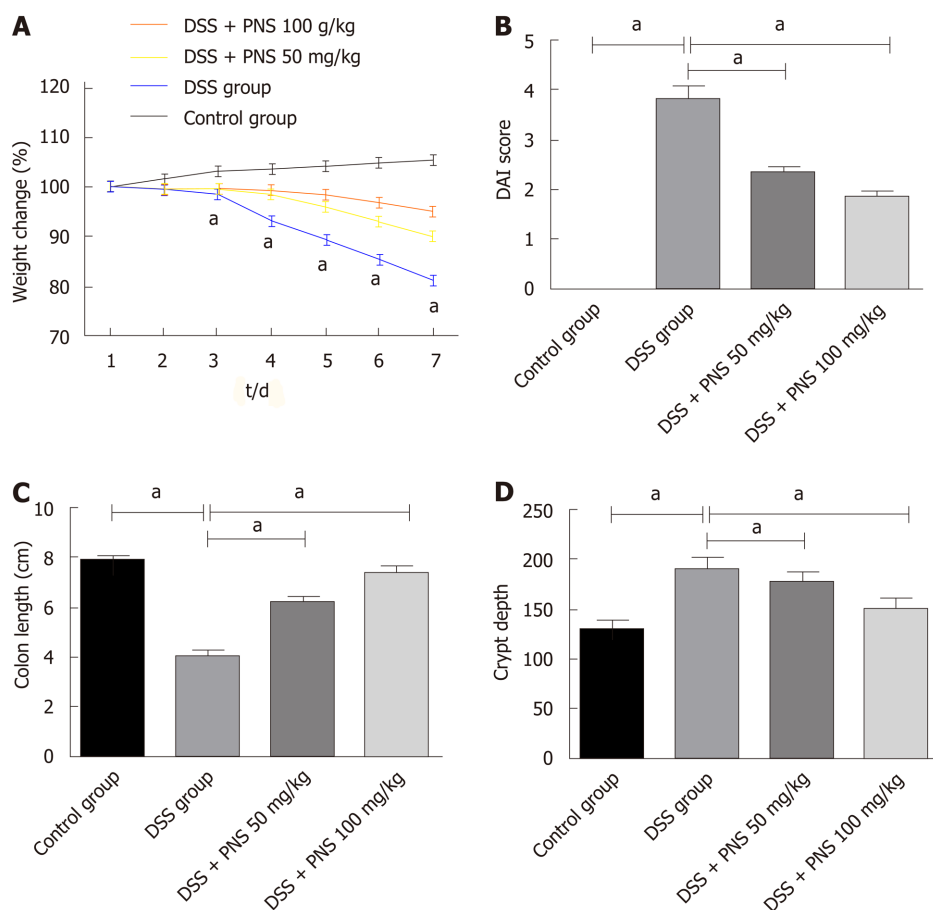 A
DSS + PNS 100 g/kg
DSS + PNS 50 mg/kg
DSS group
Control group
Weight change (%)
120
110
100
90
80
70
a
a
a
a
a
1 2 3 4 5 6 7
t/d
B
DAI score
5
4
3
2
1
0
a
a
a
Control group
DSS group
DSS + PNS 50 mg/kg
DSS + PNS 100 mg/kg
C
Colon length (cm)
10
8
6
4
2
0
a
a
a
Control group
DSS group
DSS + PNS 50 mg/kg
DSS + PNS 100 mg/kg
D
Crypt depth
250
200
150
100
50
0
a
a
a
Control group
DSS group
DSS + PNS 50 mg/kg
DSS + PNS 100 mg/kg